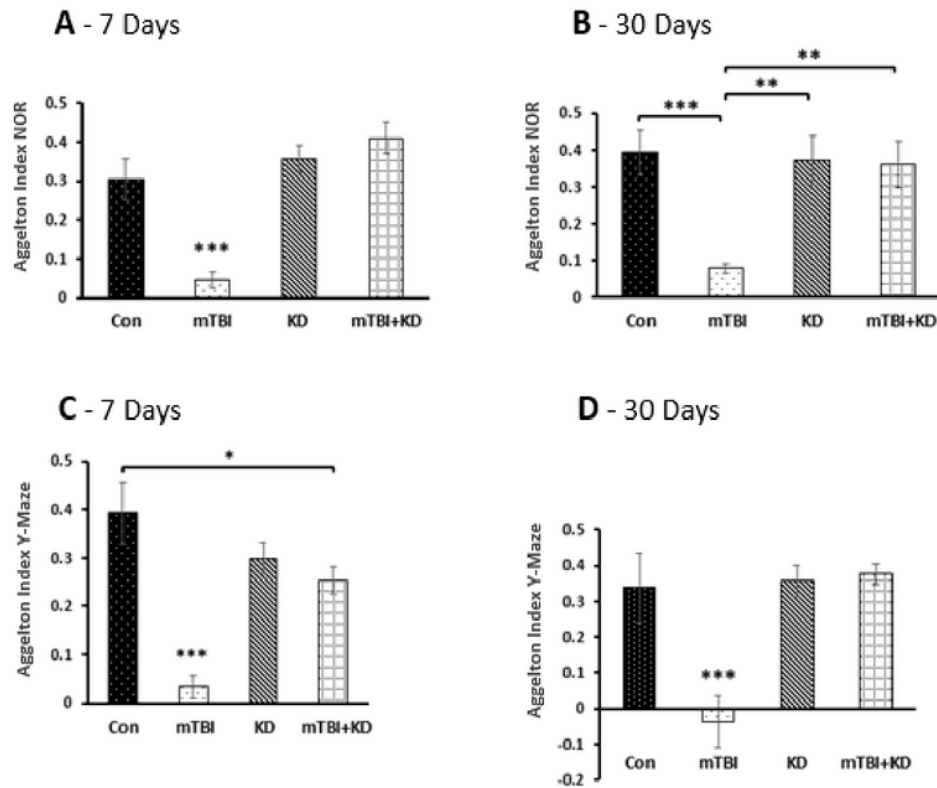 A - 7 Days
Aggelton Index NOR
0.5
0.4
0.3
0.2
0.1
0
***
Con mTBI KD mTBI+KD
B - 30 Days
Aggelton Index NOR
0.5
0.4
0.3
0.2
0.1
0
**
**
***
Con mTBI KD mTBI+KD
C - 7 Days
Aggelton Index Y-Maze
0.5
0.4
0.3
0.2
0.1
0
*
***
Con mTBI KD mTBI+KD
D - 30 Days
Aggelton Index Y-Maze
0.5
0.4
0.3
0.2
0.1
0
-0.1
-0.2
***
Con mTBI KD mTBI+KD